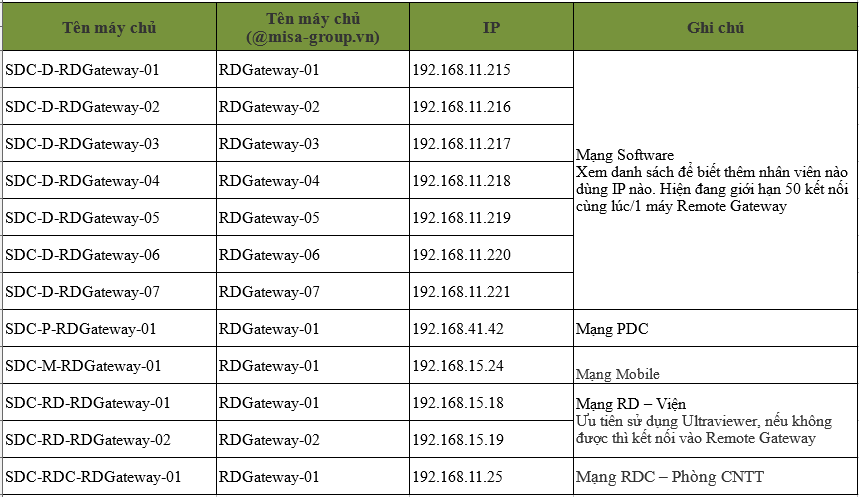 Tên máy chủ
Tên máy chủ
(@misa-group.vn)
IP
Ghi chú
SDC-D-RDGateway-01
RDGateway-01
192.168.11.215
SDC-D-RDGateway-02
RDGateway-02
192.168.11.216
SDC-D-RDGateway-03
RDGateway-03
192.168.11.217
SDC-D-RDGateway-04
RDGateway-04
192.168.11.218
SDC-D-RDGateway-05
RDGateway-05
192.168.11.219
SDC-D-RDGateway-06
RDGateway-06
192.168.11.220
SDC-D-RDGateway-07
RDGateway-07
192.168.11.221
Mạng Software
Xem danh sách để biết thêm nhân viên nào
dùng IP nào. Hiện đang giới hạn 50 kết nối
cùng lúc/1 máy Remote Gateway
SDC-P-RDGateway-01
RDGateway-01
192.168.41.42
Mạng PDC
SDC-M-RDGateway-01
RDGateway-01
192.168.15.24
Mạng Mobile
SDC-RD-RDGateway-01
RDGateway-01
192.168.15.18
SDC-RD-RDGateway-02
RDGateway-02
192.168.15.19
Mạng RD – Viện
Ưu tiên sử dụng Ultraviewer, nếu không
được thì kết nối vào Remote Gateway
SDC-RDC-RDGateway-01
RDGateway-01
192.168.11.25
Mạng RDC – Phòng CNTT